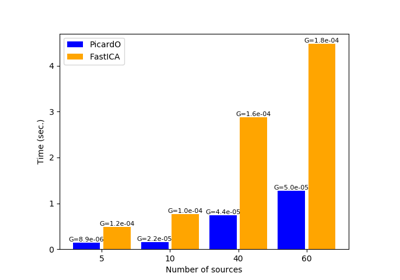 PicardO
FastICA
Time (sec.)
4
3
2
1
0
G=8.9e-06
G=1.2e-04
G=2.2e-05
G=1.0e-04
G=4.4e-05
G=1.6e-04
G=5.0e-05
G=1.8e-04
5
10
40
60
Number of sources